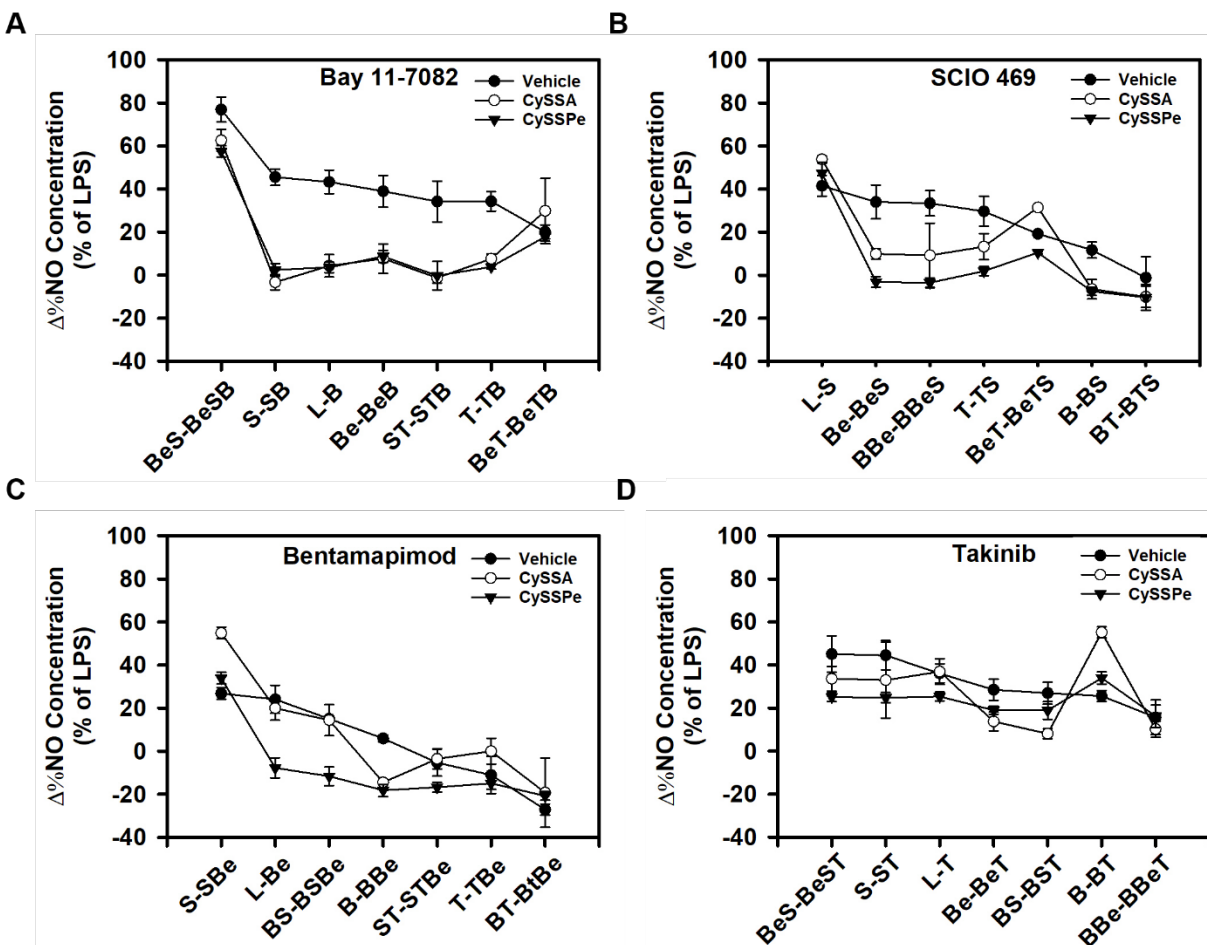 A
Bay 11-7082
Vehicle
CySSA
CySSPe
Δ%NO Concentration
(% of LPS)
100
80
60
40
20
0
-20
-40
BeS-BeSB
S-SB
L-B
Be-BeB
ST-STB
T-TB
BeT-BeTB
B
SCIO 469
Vehicle
CySSA
CySSPe
Δ%NO Concentration
(% of LPS)
100
80
60
40
20
0
-20
-40
L-S
Be-BeS
BBe-BBeS
T-TS
BeT-BeTS
B-BS
BT-BTS
C
Bentamapimod
Vehicle
CySSA
CySSPe
Δ%NO Concentration
(% of LPS)
100
80
60
40
20
0
-20
-40
S-SBe
L-Be
BS-BSBe
B-BBe
ST-STBe
T-TBe
BT-BtBe
D
Takinib
Vehicle
CySSA
CySSPe
Δ%NO Concentration
(% of LPS)
100
80
60
40
20
0
-20
-40
BeS-BeST
S-ST
L-T
Be-BeT
BS-BST
B-BT
BBe-BBeT